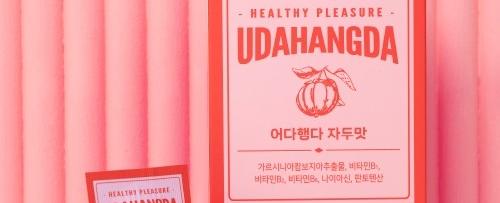 - HEALTHY PLEASURE -
UDAHANGDA
어다행다 자두맛
가르시니아캄보지아추출물, 비타민B₁,
비타민B₂, 비타민B₆, 나이아신, 판토텐산
- HEALTHY PLEASURE -
UDAHANGDA